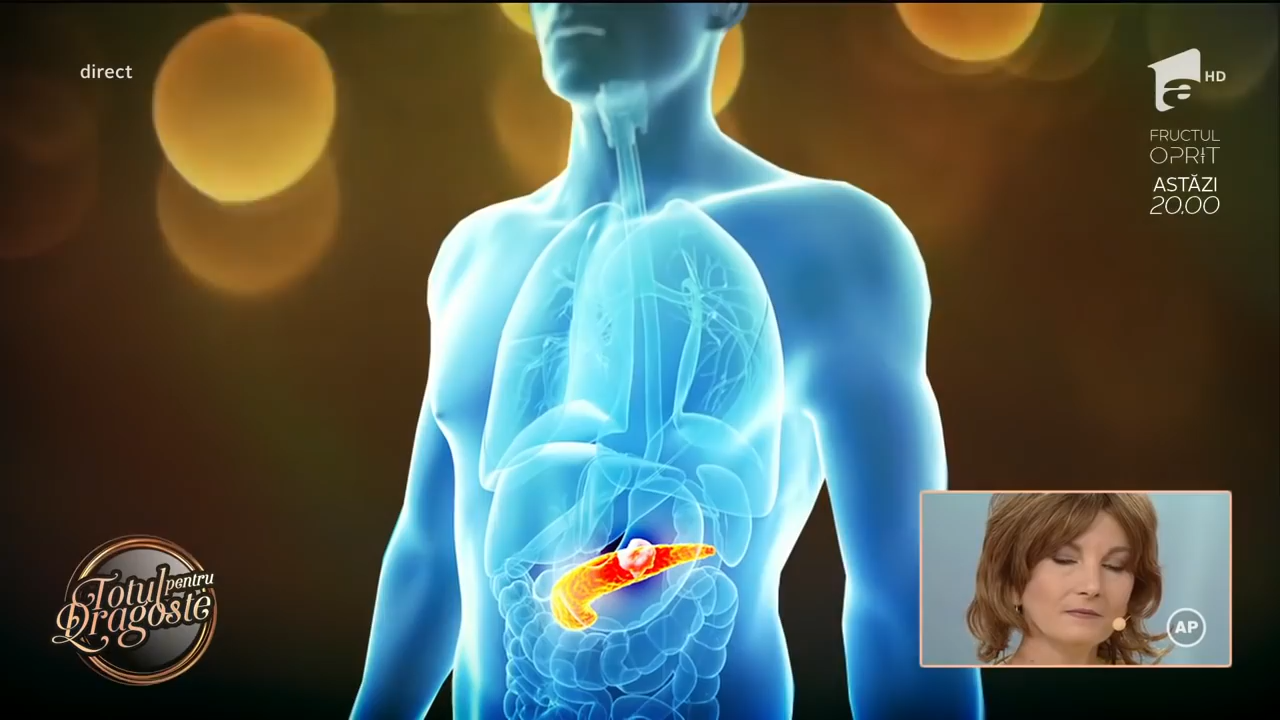 direct
HD
FRUCTUL
OPRIT
ASTĂZI
20.00
Totul pentru
Dragoste
AP